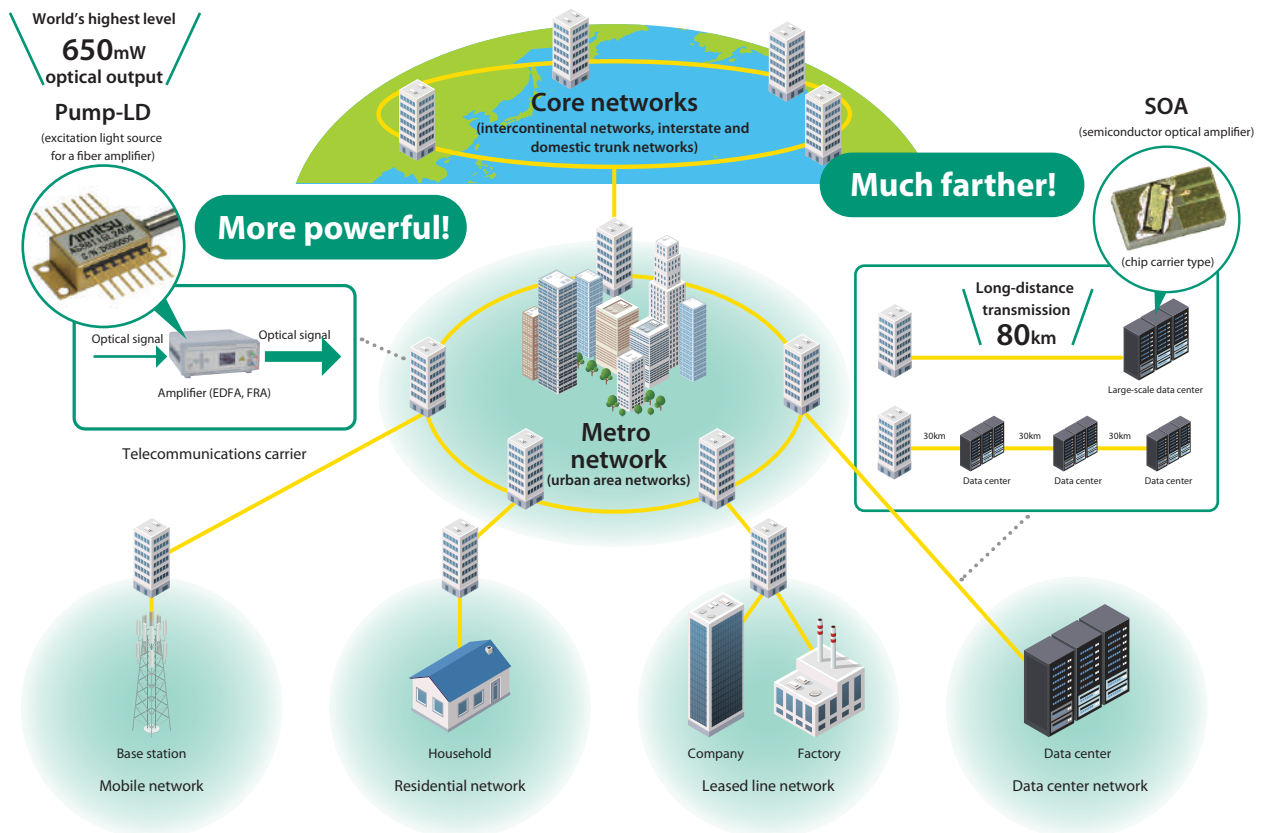 World's highest level
650mW
optical output
Pump-LD
(excitation light source
for a fiber amplifier)
Anritsu
More powerful!
Optical signal
Optical signal
Amplifier (EDFA, FRA)
Telecommunications carrier
Core networks
(intercontinental networks, interstate and
domestic trunk networks)
Much farther!
SOA
(semiconductor optical amplifier)
(chip carrier type)
Long-distance
transmission
80km
Large-scale data center
30km
30km
30km
Data center
Data center
Data center
Metro
network
(urban area networks)
Base station
Mobile network
Household
Residential network
Company
Factory
Leased line network
Data center
Data center network